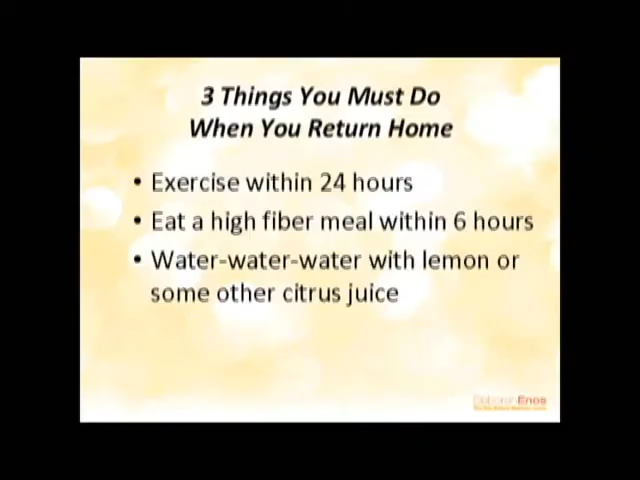 3 Things You Must Do
When You Return Home
• Exercise within 24 hours
• Eat a high fiber meal within 6 hours
• Water-water-water with lemon or
some other citrus juice
Enos